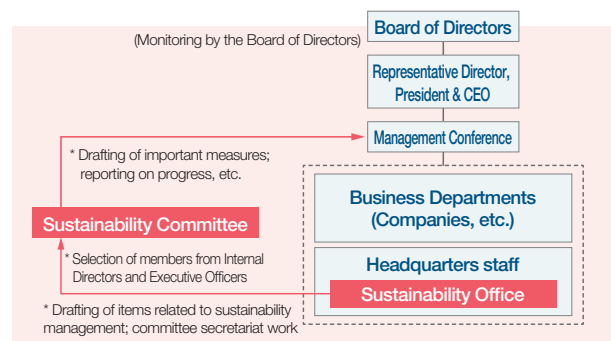 Board of Directors
(Monitoring by the Board of Directors)
Representative Director,
President & CEO
Management Conference
* Drafting of important measures;
reporting on progress, etc.
Business Departments
(Companies, etc.)
Sustainability Committee
* Selection of members from Internal
Directors and Executive Officers
Headquarters staff
Sustainability Office
* Drafting of items related to sustainability
management; committee secretariat work